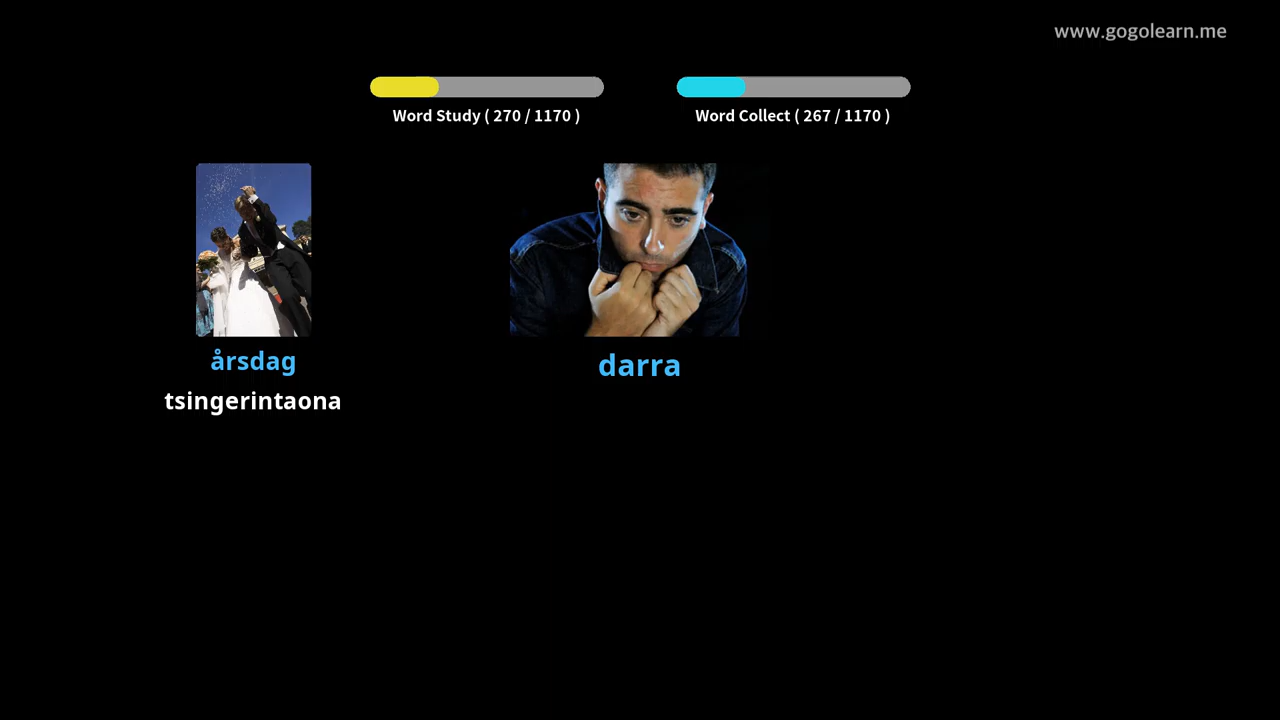 www.gogolearn.me
Word Study ( 270 / 1170 )
Word Collect ( 267 / 1170 )
årsdag
tsingerintaona
darra